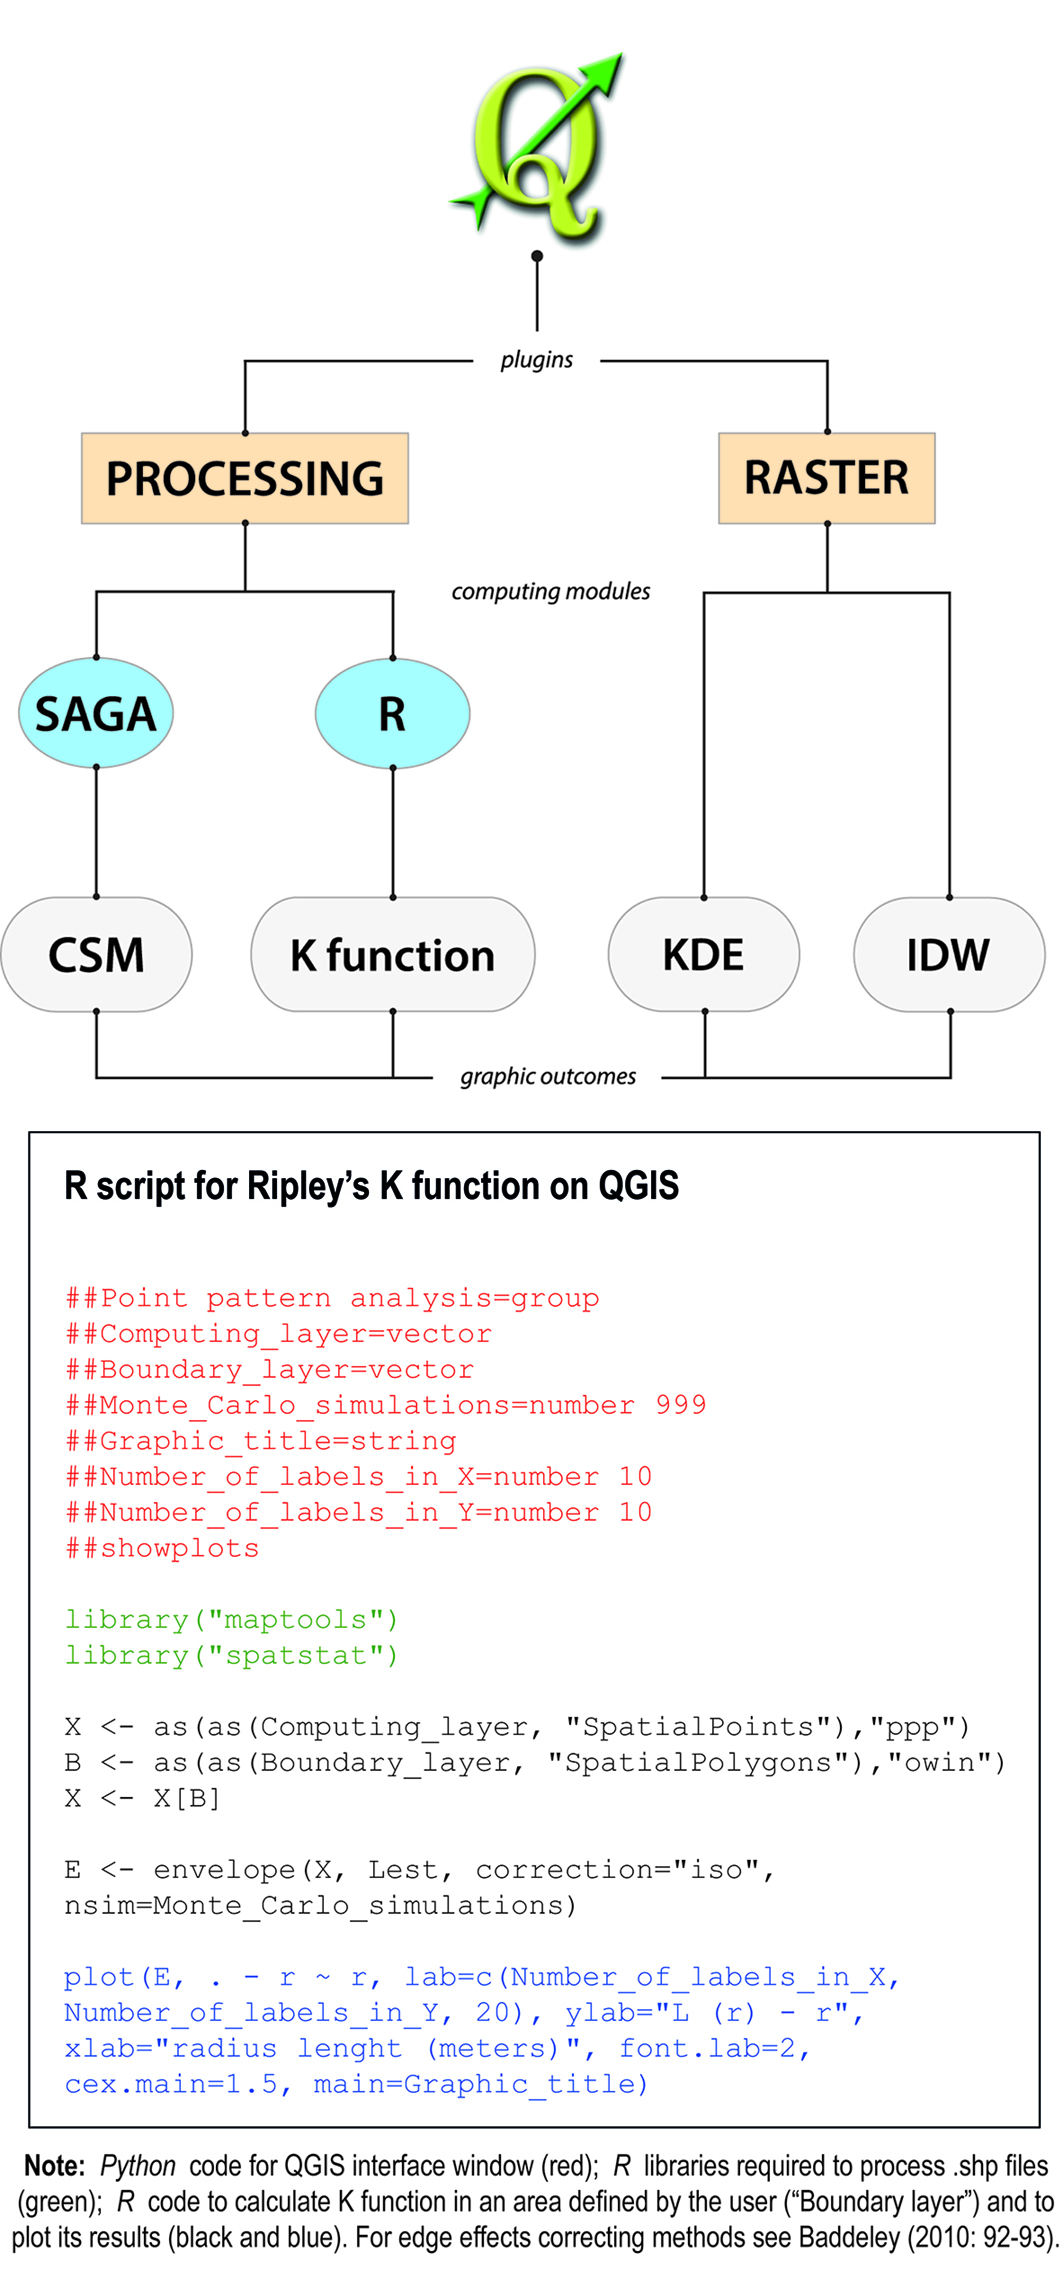 Q
plugins
PROCESSING
RASTER
computing modules
SAGA
R
CSM
K function
KDE
IDW
graphic outcomes
R script for Ripley’s K function on QGIS
##Point pattern analysis=group
##Computing_layer=vector
##Boundary_layer=vector
##Monte_Carlo_simulations=number 999
##Graphic_title=string
##Number_of_labels_in_X=number 10
##Number_of_labels_in_Y=number 10
##showplots
library("maptools")
library("spatstat")
X <- as(as(Computing_layer, "SpatialPoints"),"ppp")
B <- as(as(Boundary_layer, "SpatialPolygons"),"owin")
X <- X[B]
E <- envelope(X, Lest, correction="iso",
nsim=Monte_Carlo_simulations)
plot(E, . - r ~ r, lab=c(Number_of_labels_in_X,
Number_of_labels_in_Y, 20), ylab="L (r) - r",
xlab="radius lenght (meters)", font.lab=2,
cex.main=1.5, main=Graphic_title)
Note: Python code for QGIS interface window (red); R libraries required to process .shp files
(green); R code to calculate K function in an area defined by the user (“Boundary layer”) and to
plot its results (black and blue). For edge effects correcting methods see Baddeley (2010: 92-93).